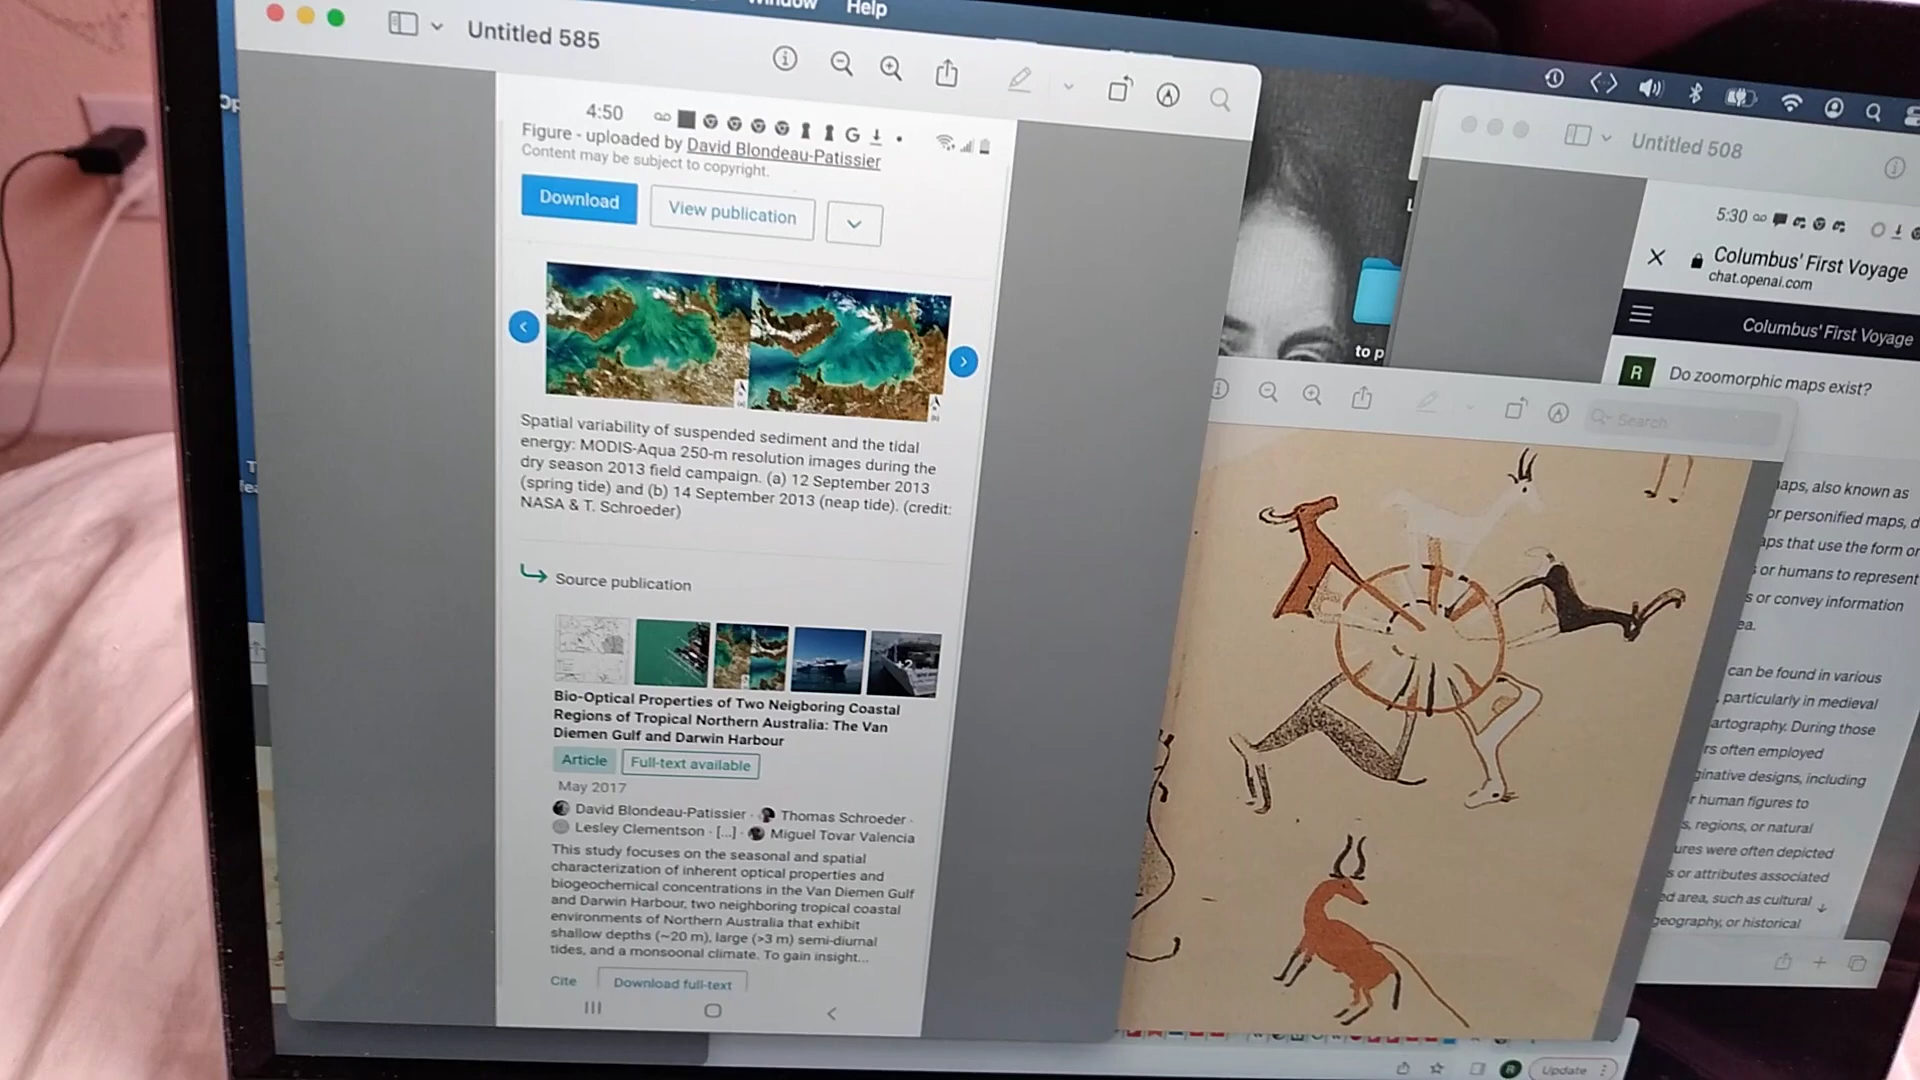 Window
Help
Untitled 585
4:50
G
Figure - uploaded by David Blondeau-Patissier
Content may be subject to copyright.
Download
View publication
Spatial variability of suspended sediment and the tidal
energy: MODIS-Aqua 250-m resolution images during the
dry season 2013 field campaign. (a) 12 September 2013
(spring tide) and (b) 14 September 2013 (neap tide). (credit:
NASA & T. Schroeder)
Source publication
+2
Bio-Optical Properties of Two Neigboring Coastal
Regions of Tropical Northern Australia: The Van
Diemen Gulf and Darwin Harbour
Article
Full-text available
May 2017
David Blondeau-Patissier · Thomas Schroeder ·
Lesley Clementson · [...] · Miguel Tovar Valencia
This study focuses on the seasonal and spatial
characterization of inherent optical properties and
biogeochemical concentrations in the Van Diemen Gulf
and Darwin Harbour, two neighboring tropical coastal
environments of Northern Australia that exhibit
shallow depths (~20 m), large (>3 m) semi-diurnal
tides, and a monsoonal climate. To gain insight...
Cite
Download full-text
to p
Search
Untitled 508
5:30
Columbus' First Voyage
chat.openai.com
Columbus' First Voyage
R
Do zoomorphic maps exist?
aps, also known as
or personified maps, d
aps that use the form or
s or humans to represent
s or convey information
ea.
can be found in various
, particularly in medieval
artography. During those
rs often employed
ginative designs, including
r human figures to
s, regions, or natural
ures were often depicted
s or attributes associated
ed area, such as cultural
geography, or historical
R
Update